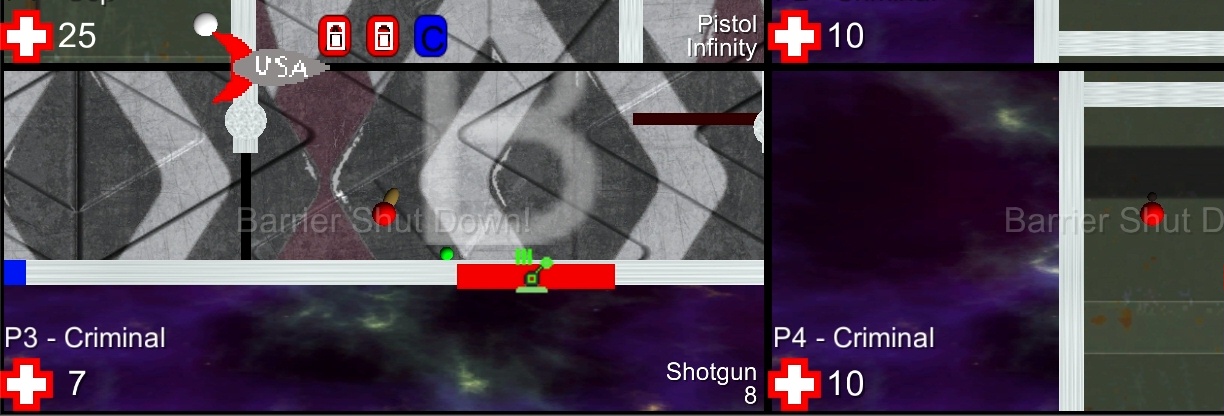 25
C
Pistol
Infinity
10
USA
Barrier Shut Down!
Barrier Shut D
P3 - Criminal
7
Shotgun
8
P4 - Criminal
10